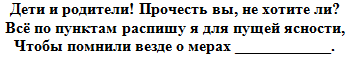 Дети и родители! Прочесть вы, не хотите ли?
Всё по пунктам распишу я для пущей ясности,
Чтобы помнили везде о мерах ____________.